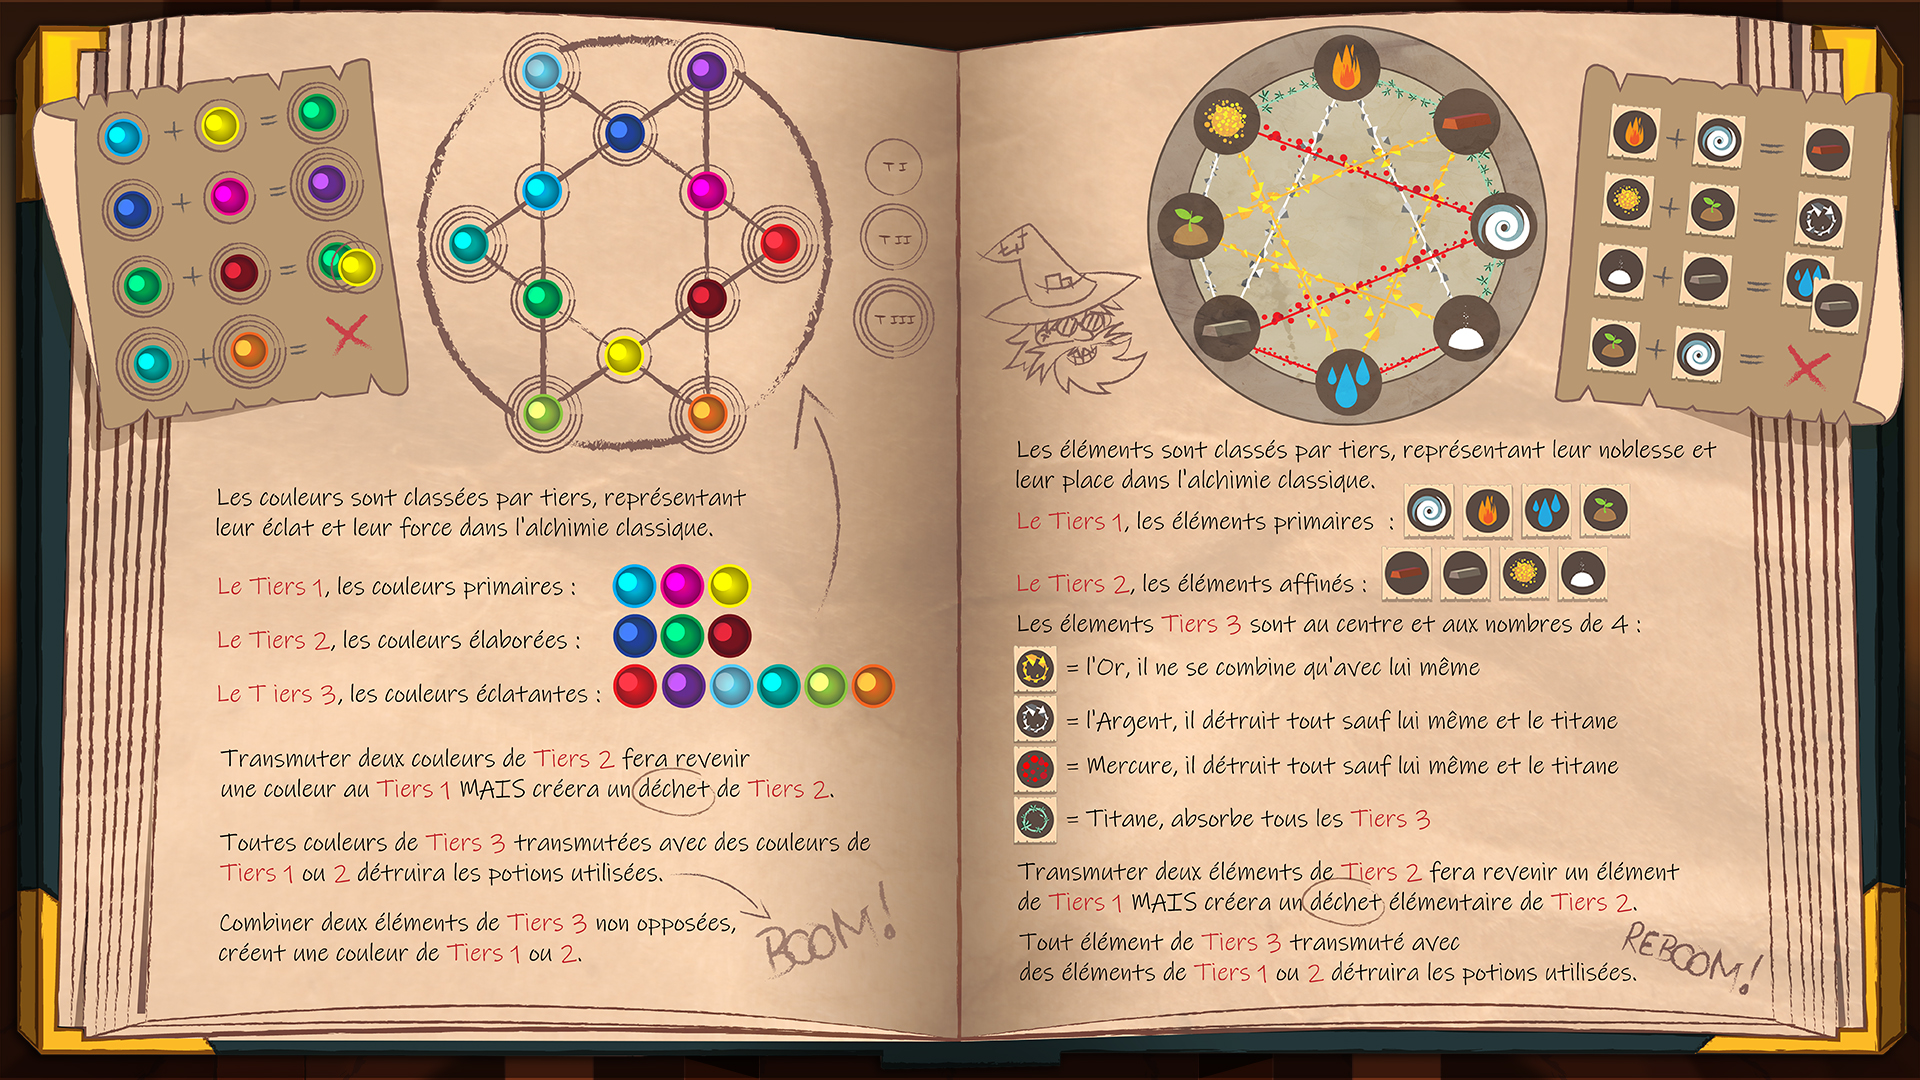 T I
T II
T III
Les couleurs sont classées par tiers, représentant
leur éclat et leur force dans l'alchimie classique.
Le Tiers 1, les couleurs primaires :
Le Tiers 2, les couleurs élaborées :
Le T iers 3, les couleurs éclatantes :
Transmuter deux couleurs de Tiers 2 fera revenir
une couleur au Tiers 1 MAIS créera un déchet de Tiers 2.
Toutes couleurs de Tiers 3 transmutées avec des couleurs de
Tiers 1 ou 2 détruira les potions utilisées.
Combiner deux éléments de Tiers 3 non opposées,
créent une couleur de Tiers 1 ou 2.
BOOM!
Les éléments sont classés par tiers, représentant leur noblesse et
leur place dans l'alchimie classique.
Le Tiers 1, les éléments primaires :
Le Tiers 2, les éléments affinés :
Les élements Tiers 3 sont au centre et aux nombres de 4 :
= l'Or, il ne se combine qu'avec lui même
= l'Argent, il détruit tout sauf lui même et le titane
= Mercure, il détruit tout sauf lui même et le titane
= Titane, absorbe tous les Tiers 3
Transmuter deux éléments de Tiers 2 fera revenir un élément
de Tiers 1 MAIS créera un déchet élémentaire de Tiers 2.
Tout élément de Tiers 3 transmuté avec
des éléments de Tiers 1 ou 2 détruira les potions utilisées.
REBOOM!